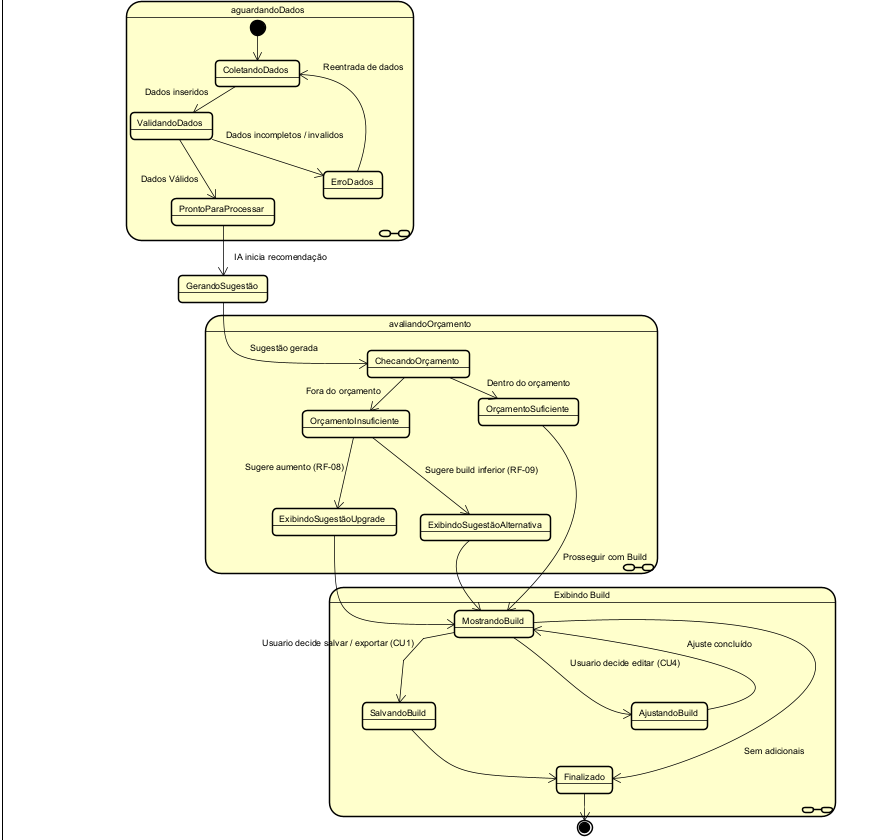 aguardandoDados
ColetandoDados
Reentrada de dados
Dados inseridos
ValidandoDados
Dados incompletos / invalidos
Dados Válidos
ErroDados
ProntoParaProcessar
IA inicia recomendação
GerandoSugestão
avaliandoOrçamento
Sugestão gerada
ChecandoOrçamento
Fora do orçamento
Dentro do orçamento
OrçamentoInsuficiente
OrçamentoSuficiente
Sugere aumento (RF-08)
Sugere build inferior (RF-09)
ExibindoSugestãoUpgrade
ExibindoSugestãoAlternativa
Prosseguir com Build
Exibindo Build
MostrandoBuild
Usuario decide salvar / exportar (CU1)
Ajuste concluído
Usuario decide editar (CU4)
SalvandoBuild
AjustandoBuild
Sem adicionais
Finalizado